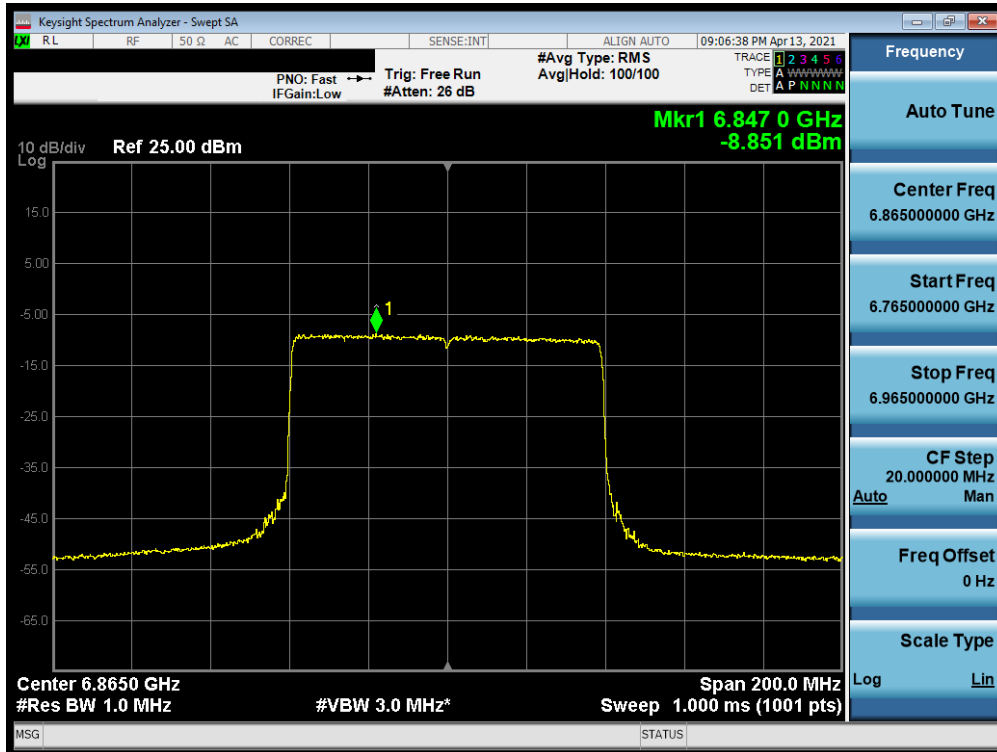 Keysight Spectrum Analyzer - Swept SA
LXI RL RF 50 Ω AC CORREC SENSE:INT ALIGN AUTO 09:06:38 PM Apr 13, 2021
PNO: Fast
IFGain:Low
Trig: Free Run
#Atten: 26 dB
#Avg Type: RMS
Avg|Hold: 100/100
TRACE 1 2 3 4 5 6
TYPE A WWWWW
DET A P N N N N
Mkr1 6.847 0 GHz
-8.851 dBm
10 dB/div Ref 25.00 dBm
Log
15.0
5.00
-5.00
-15.0
-25.0
-35.0
-45.0
-55.0
-65.0
1
Center 6.8650 GHz Span 200.0 MHz
#Res BW 1.0 MHz #VBW 3.0 MHz* Sweep 1.000 ms (1001 pts)
MSG STATUS
Frequency
Auto Tune
Center Freq
6.865000000 GHz
Start Freq
6.765000000 GHz
Stop Freq
6.965000000 GHz
CF Step
20.000000 MHz
Auto Man
Freq Offset
0 Hz
Scale Type
Log Lin